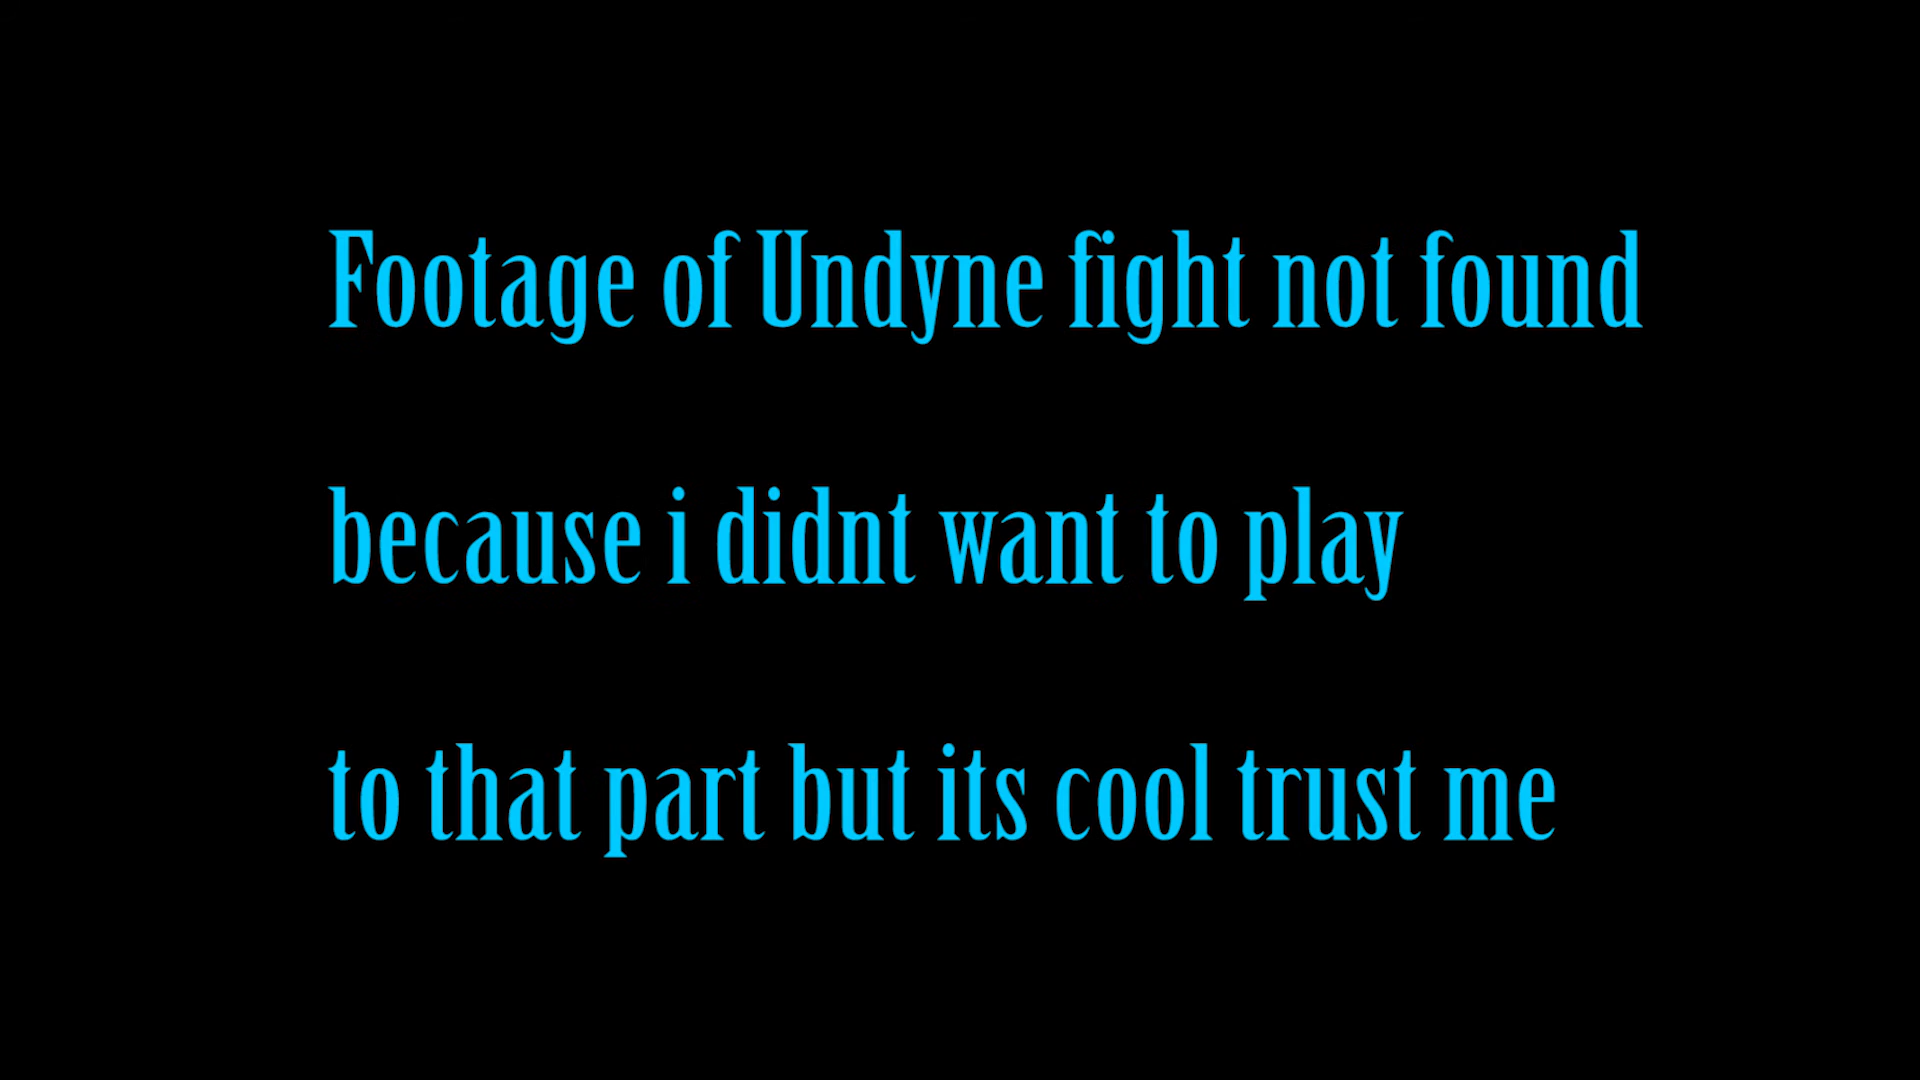 Footage of Undyne fight not found
because i didnt want to play
to that part but its cool trust me